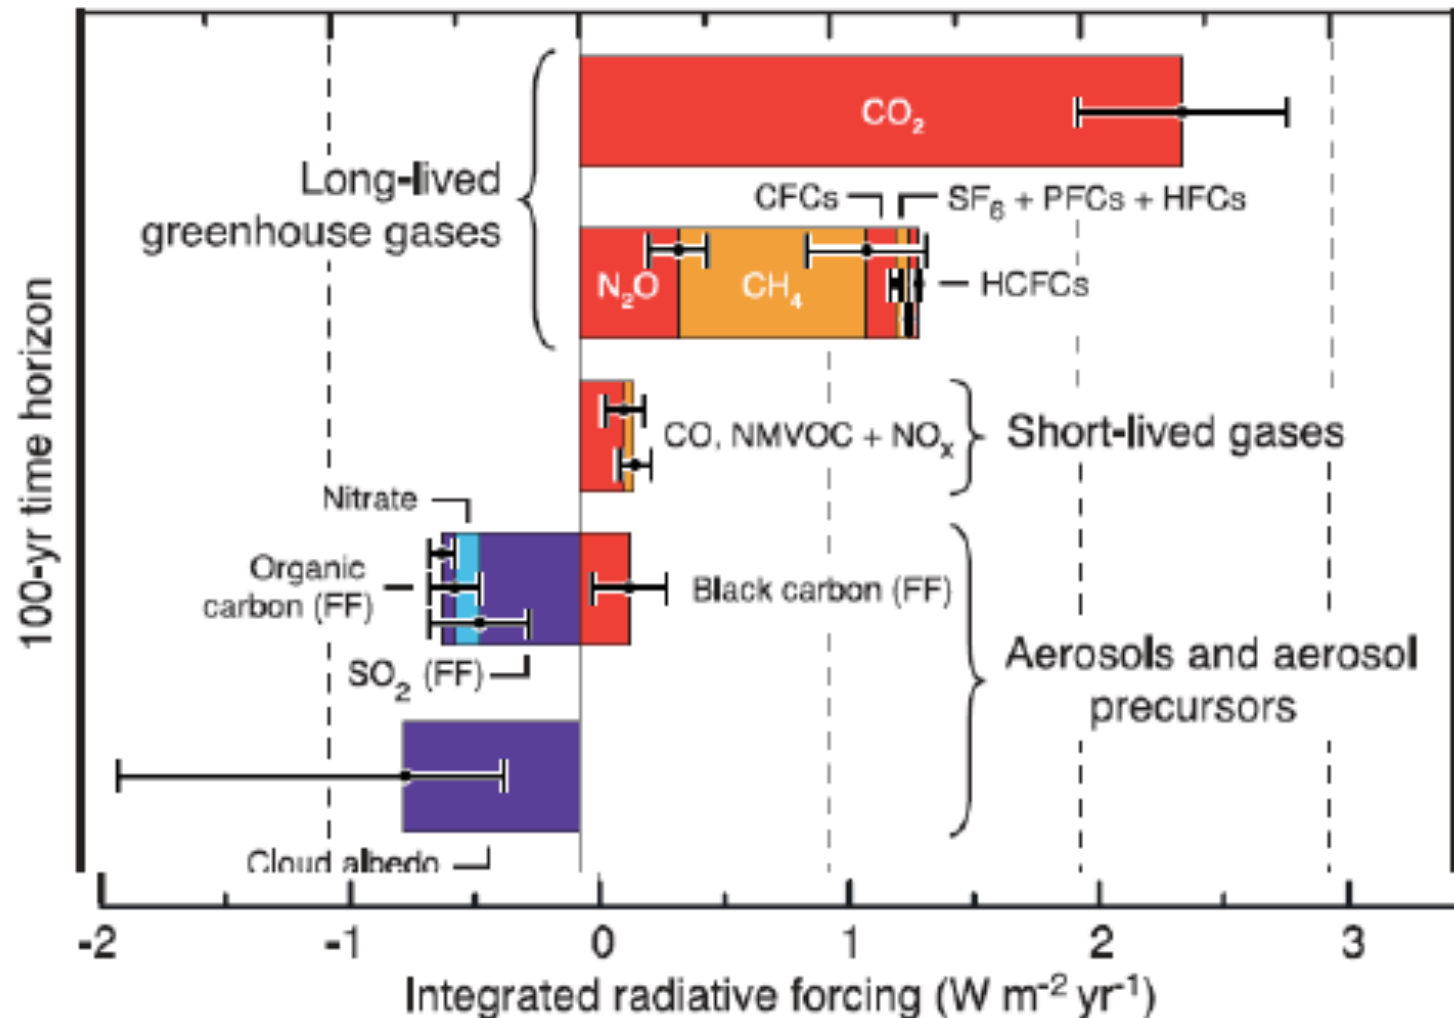 CO₂
Long-lived
greenhouse gases
CFCs
SF₆ + PFCs + HFCs
N₂O
CH₄
HCFCs
100-yr time horizon
CO, NMVOC + NOₓ
Short-lived gases
Nitrate
Organic
carbon (FF)
Black carbon (FF)
SO₂ (FF)
Aerosols and aerosol
precursors
Cloud albedo
-2 -1 0 1 2 3
Integrated radiative forcing (W m⁻² yr⁻¹)